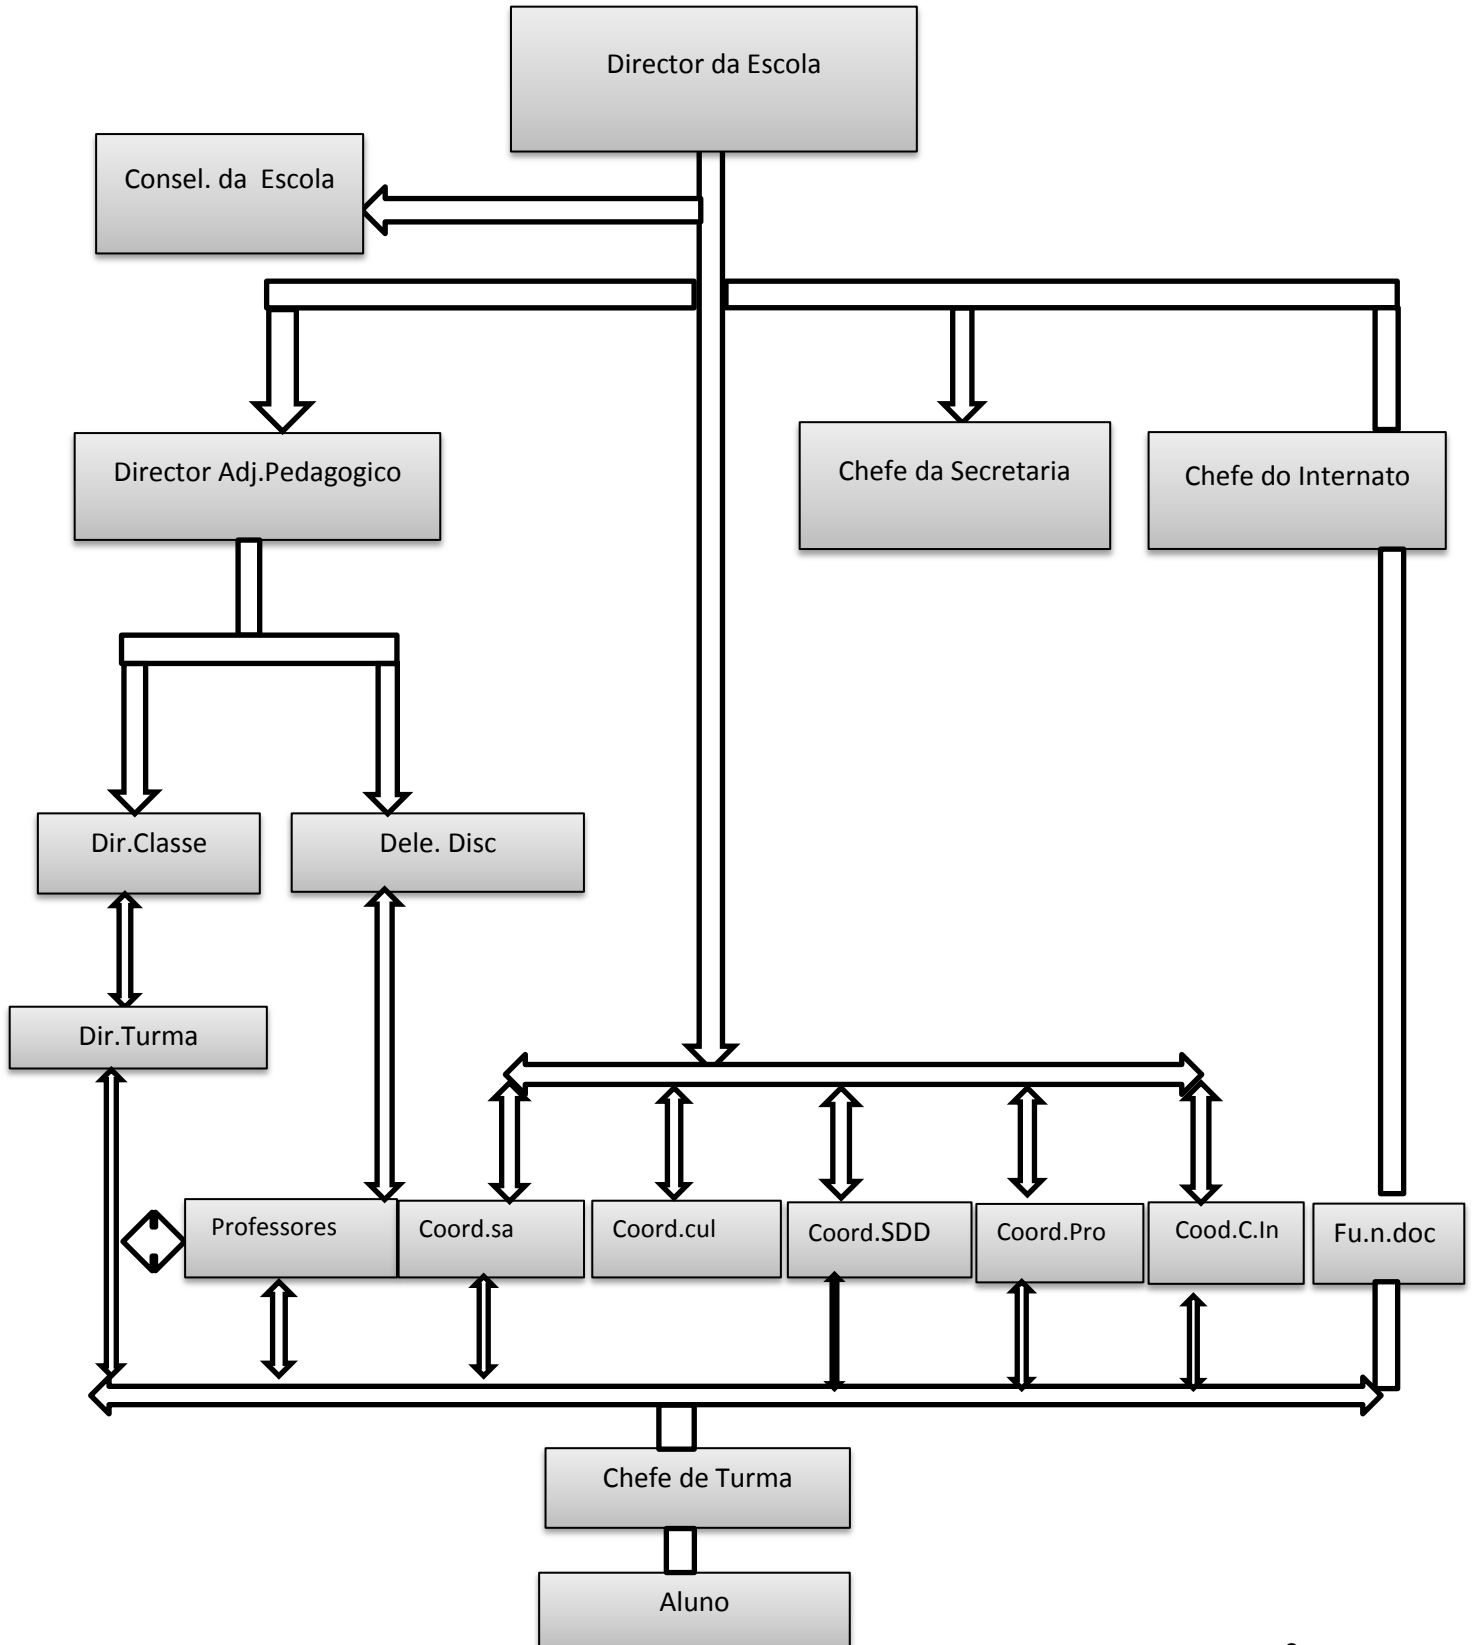 Director da Escola
Consel. da  Escola
Director Adj.Pedagogico
Chefe da Secretaria
Chefe do Internato
Dir.Classe
Dele. Disc
Dir.Turma
Professores
Coord.sa
Coord.cul
Coord.SDD
Coord.Pro
Cood.C.In
Fu.n.doc
Chefe de Turma
Aluno